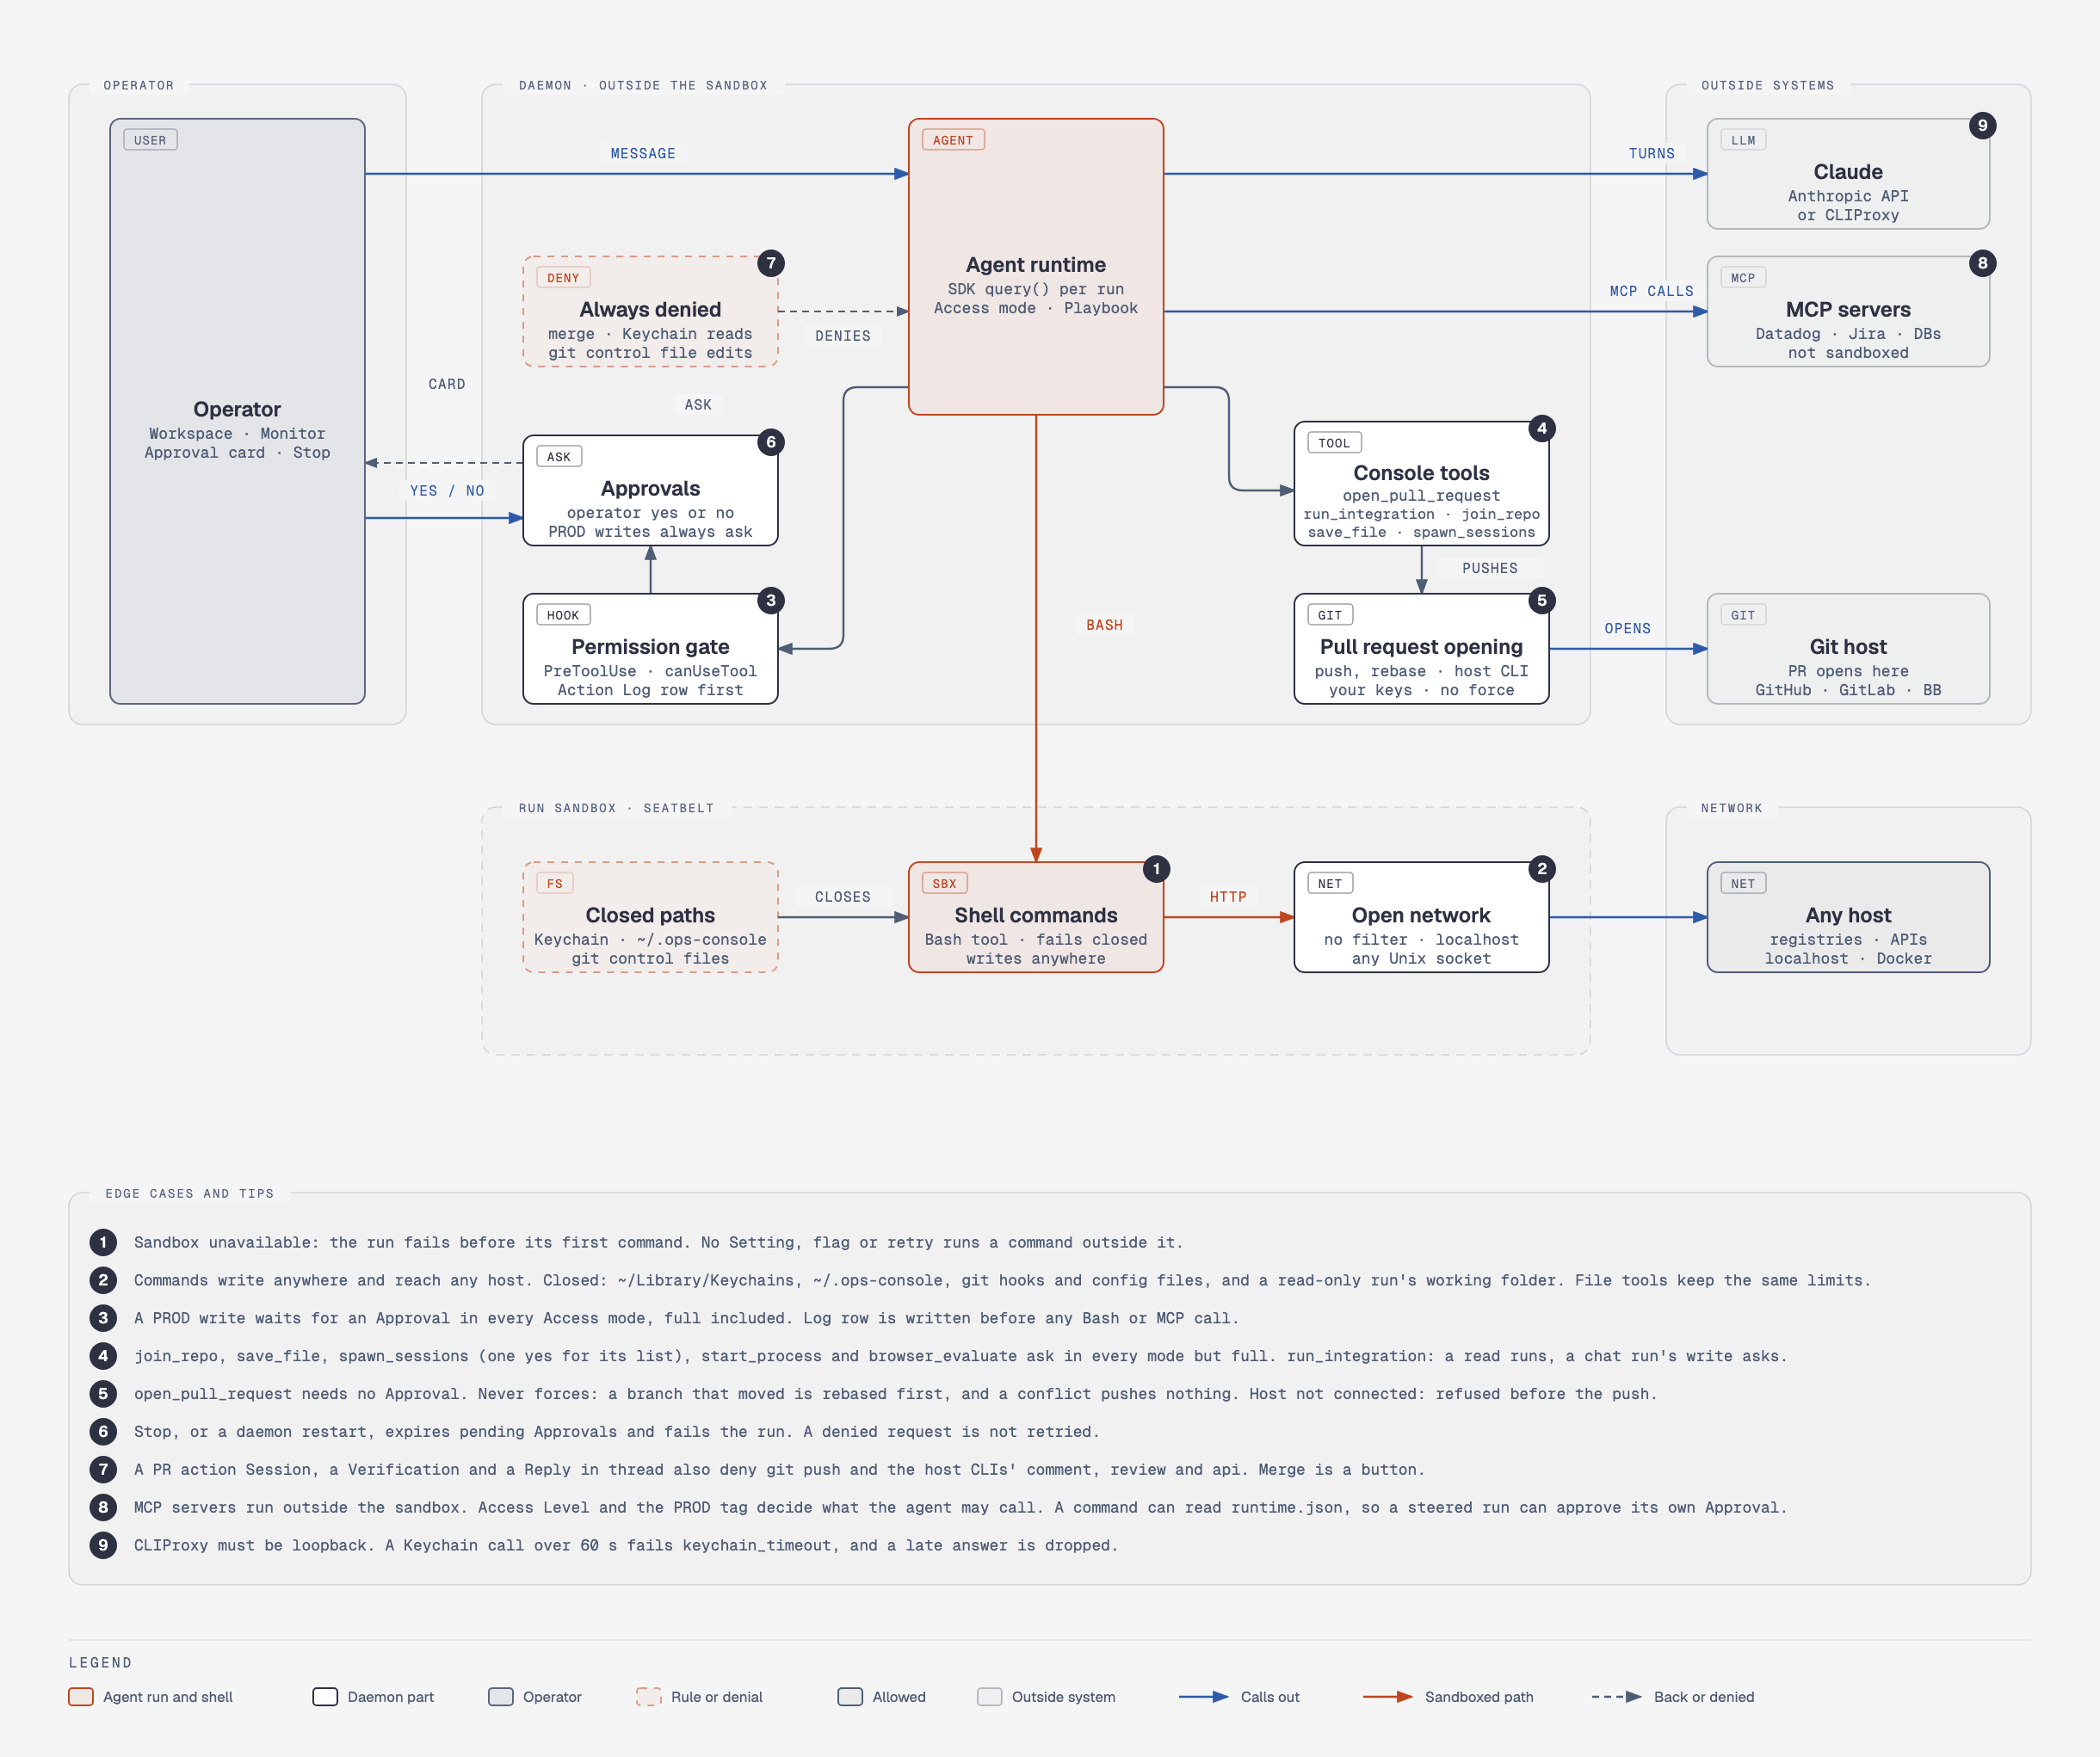 OPERATOR
DAEMON · OUTSIDE THE SANDBOX
OUTSIDE SYSTEMS
USER
Operator
Workspace · Monitor
Approval card · Stop
MESSAGE
AGENT
Agent runtime
SDK query() per run
Access mode · Playbook
TURNS
LLM
9
Claude
Anthropic API
or CLIProxy
DENY
7
Always denied
merge · Keychain reads
git control file edits
DENIES
MCP CALLS
MCP
8
MCP servers
Datadog · Jira · DBs
not sandboxed
CARD
ASK
ASK
6
Approvals
operator yes or no
PROD writes always ask
YES / NO
TOOL
4
Console tools
open_pull_request
run_integration · join_repo
save_file · spawn_sessions
PUSHES
HOOK
3
Permission gate
PreToolUse · canUseTool
Action Log row first
BASH
GIT
5
Pull request opening
push, rebase · host CLI
your keys · no force
OPENS
GIT
Git host
PR opens here
GitHub · GitLab · BB
RUN SANDBOX · SEATBELT
NETWORK
FS
Closed paths
Keychain · ~/.ops-console
git control files
CLOSES
SBX
1
Shell commands
Bash tool · fails closed
writes anywhere
HTTP
NET
2
Open network
no filter · localhost
any Unix socket
NET
Any host
registries · APIs
localhost · Docker
EDGE CASES AND TIPS
1 Sandbox unavailable: the run fails before its first command. No Setting, flag or retry runs a command outside it.
2 Commands write anywhere and reach any host. Closed: ~/Library/Keychains, ~/.ops-console, git hooks and config files, and a read-only run's working folder. File tools keep the same limits.
3 A PROD write waits for an Approval in every Access mode, full included. Log row is written before any Bash or MCP call.
4 join_repo, save_file, spawn_sessions (one yes for its list), start_process and browser_evaluate ask in every mode but full. run_integration: a read runs, a chat run's write asks.
5 open_pull_request needs no Approval. Never forces: a branch that moved is rebased first, and a conflict pushes nothing. Host not connected: refused before the push.
6 Stop, or a daemon restart, expires pending Approvals and fails the run. A denied request is not retried.
7 A PR action Session, a Verification and a Reply in thread also deny git push and the host CLIs' comment, review and api. Merge is a button.
8 MCP servers run outside the sandbox. Access Level and the PROD tag decide what the agent may call. A command can read runtime.json, so a steered run can approve its own Approval.
9 CLIProxy must be loopback. A Keychain call over 60 s fails keychain_timeout, and a late answer is dropped.
LEGEND
Agent run and shell
Daemon part
Operator
Rule or denial
Allowed
Outside system
Calls out
Sandboxed path
Back or denied